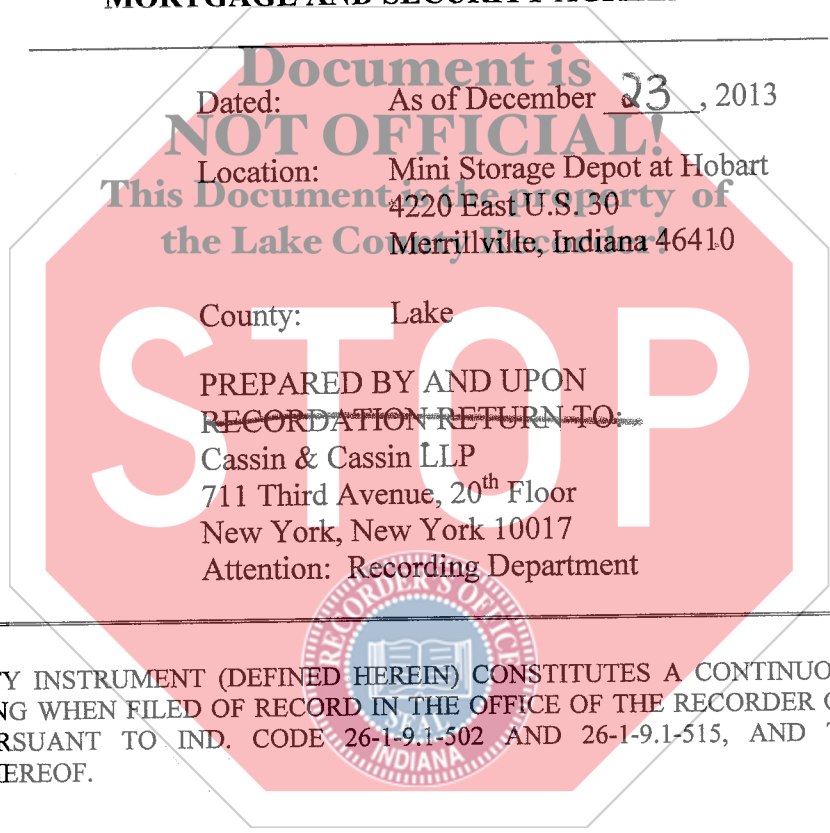 MORTGAGE AND SECURITY
Document is
Dated: As of December 23, 2013
NOT OFFICIAL!
Location: Mini Storage Depot at Hobart
This Document is the property of
4220 East U.S. 30
the Lake County Recorder!
Merrillville, Indiana 46410
County: Lake
STOP
PREPARED BY AND UPON
RECORDATION RETURN TO:
Cassin & Cassin LLP
711 Third Avenue, 20th Floor
New York, New York 10017
Attention: Recording Department
RECORDER'S OFFICE
SEAL
INDIANA
TY INSTRUMENT (DEFINED HEREIN) CONSTITUTES A CONTINUO
NG WHEN FILED OF RECORD IN THE OFFICE OF THE RECORDER O
RSUANT TO IND. CODE 26-1-9.1-502 AND 26-1-9.1-515, AND T
EREOF.